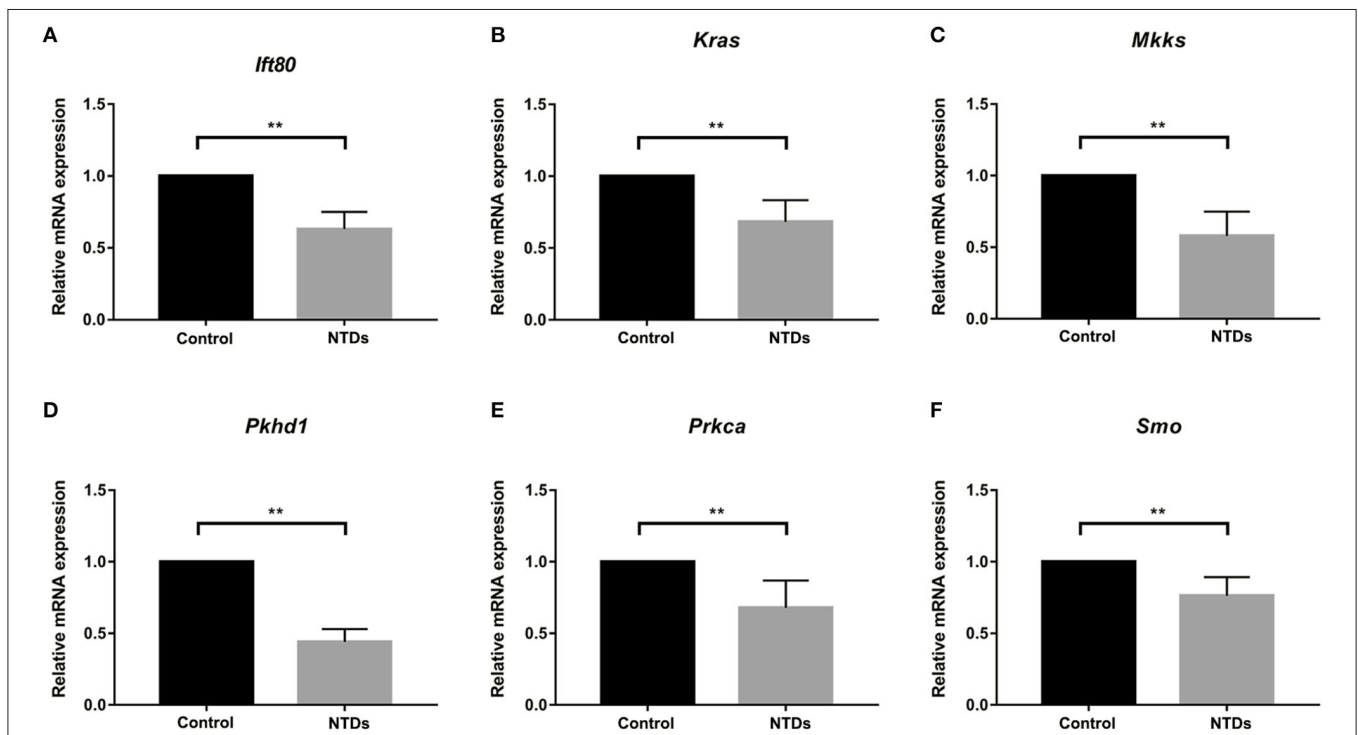 A
Ift80
Relative mRNA expression
1.5
1.0
0.5
0.0
**
Control
NTDs
B
Kras
Relative mRNA expression
1.5
1.0
0.5
0.0
**
Control
NTDs
C
Mkks
Relative mRNA expression
1.5
1.0
0.5
0.0
**
Control
NTDs
D
Pkhd1
Relative mRNA expression
1.5
1.0
0.5
0.0
**
Control
NTDs
E
Prkca
Relative mRNA expression
1.5
1.0
0.5
0.0
**
Control
NTDs
F
Smo
Relative mRNA expression
1.5
1.0
0.5
0.0
**
Control
NTDs